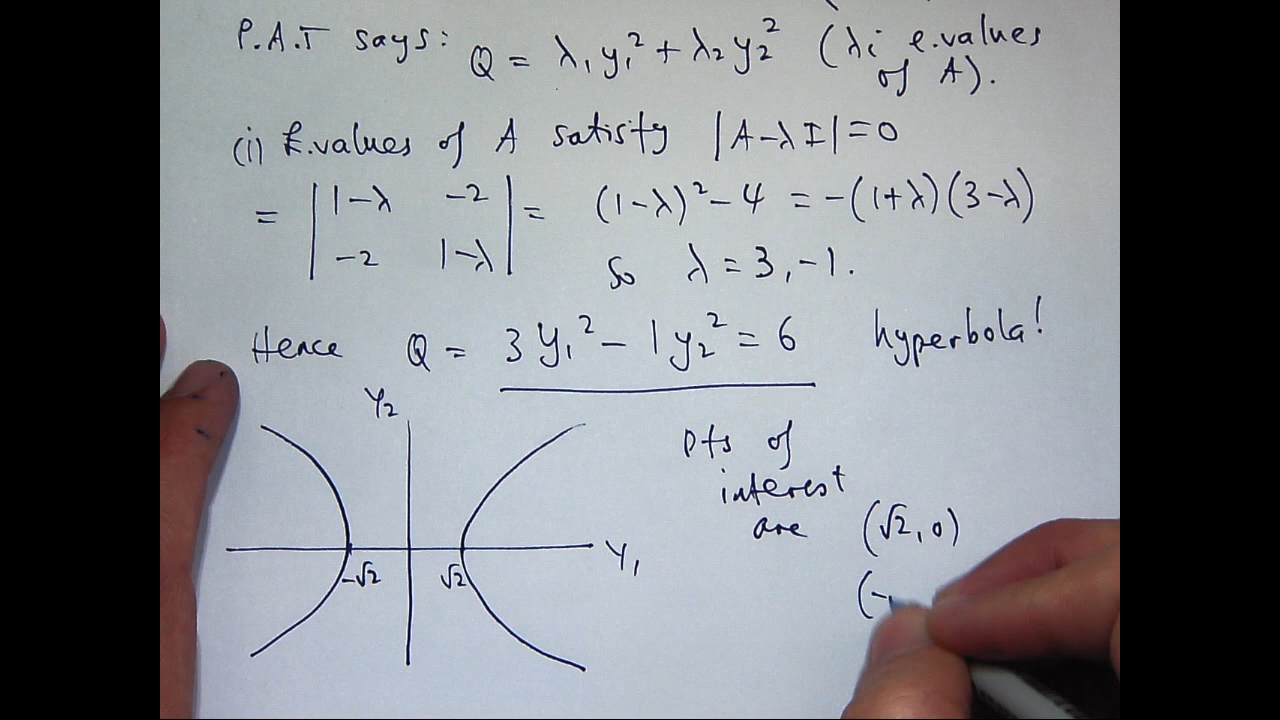 P.A.T says: Q = λ₁y₁² + λ₂y₂² (λᵢ e.values
of A).
(i) E.values of A satisfy |A-λI|=0
= | 1-λ -2 | = (1-λ)² - 4 = -(1+λ)(3-λ)
| -2 1-λ | So λ = 3, -1.
Hence Q = 3y₁² - 1y₂² = 6 hyperbola!
Y₂
pts of
interest
are (√2, 0)
Y₁
-√2 √2
(-